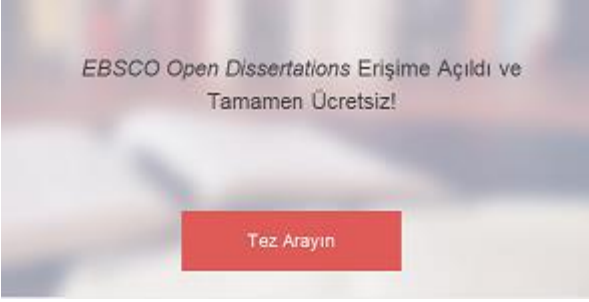 EBSCO Open Dissertations Erişime Açıldı ve
Tamamen Ücretsiz!
Tez Arayın